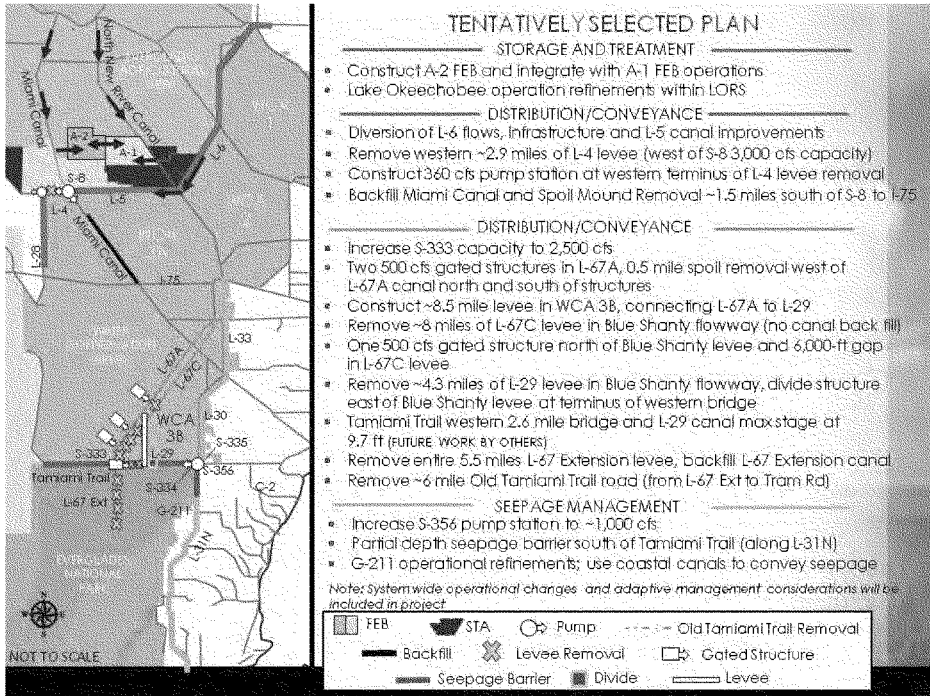 TENTATIVELY SELECTED PLAN
STORAGE AND TREATMENT
Construct A-2 FEB and integrate with A-1 FEB operations
Lake Okeechobee operation refinements within LORS
DISTRIBUTION/CONVEYANCE
Diversion of L-6 flows, Infrastructure and L-5 canal improvements
Remove western ~2.9 miles of L-4 levee (west of S-8 3,000 cfs capacity)
Construct 360 cfs pump station at western terminus of L-4 levee removal
Backfill Miami Canal and Spoil Mound Removal ~1.5 miles south of S-8 to I-75
DISTRIBUTION/CONVEYANCE
Increase S-333 capacity to 2,500 cfs
Two 500 cfs gated structures in L-67A, 0.5 mile spoil removal west of
L-67A canal north and south of structures
Construct ~8.5 mile levee in WCA 3B, connecting L-67A to L-29
Remove ~8 miles of L-67C levee in Blue Shanty flowway (no canal back fill)
One 500 cfs gated structure north of Blue Shanty levee and 6,000-ft gap
in L-67C levee
Remove ~4.3 miles of L-29 levee in Blue Shanty flowway, divide structure
east of Blue Shanty levee at terminus of western bridge
Tamiami Trail western 2.6 mile bridge and L-29 canal max stage at
9.7 ft (FUTURE WORK BY OTHERS)
Remove entire 5.5 miles L-67 Extension levee, backfill L-67 Extension canal
Remove ~6 mile Old Tamiami Trail road (from L-67 Ext to Tram Rd)
SEEPAGE MANAGEMENT
Increase S-356 pump station to ~1,000 cfs
Partial depth seepage barrier south of Tamiami Trail (along L-31N)
G-211 operational refinements; use coastal canals to convey seepage
Note: System wide operational changes and adaptive management considerations will be
included in project
FEB
STA
Pump
Old Tamiami Trail Removal
Backfill
Levee Removal
Gated Structure
Seepage Barrier
Divide
Levee
North New River Canal
Miami Canal
A-2
A-1
L-6
S-8
L-4
L-5
Miami Canal
L-28
I-75
L-33
L-67A
L-67C
L-30
WCA
3B
S-335
S-333
L-29
S-356
Tamiami Trail
S-334
C-2
L-67 Ext
G-211
L-31N
NOT TO SCALE